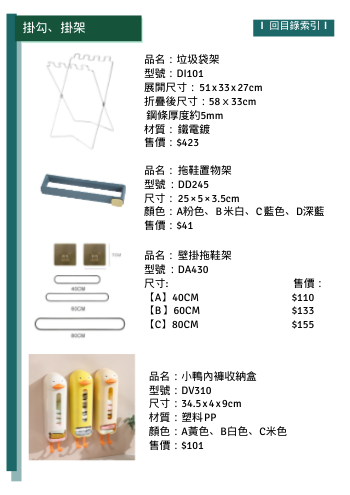 掛勾、掛架
I 回目錄索引 I
品名：垃圾袋架
型號：DI101
展開尺寸：51x33x27cm
折疊後尺寸：58 x 33cm
鋼條厚度約5mm
材質：鐵電鍍
售價：$423
品名：拖鞋置物架
型號：DD245
尺寸：25×5×3.5cm
顏色：A粉色、B米白、C藍色、D深藍
售價：$41
品名：壁掛拖鞋架
型號：DA430
尺寸: 售價：
【A】40CM $110
【B】60CM $133
【C】80CM $155
40CM
60CM
80CM
品名：小鴨內褲收納盒
型號：DV310
尺寸：34.5x4x9cm
材質：塑料PP
顏色：A黃色、B白色、C米色
售價：$101